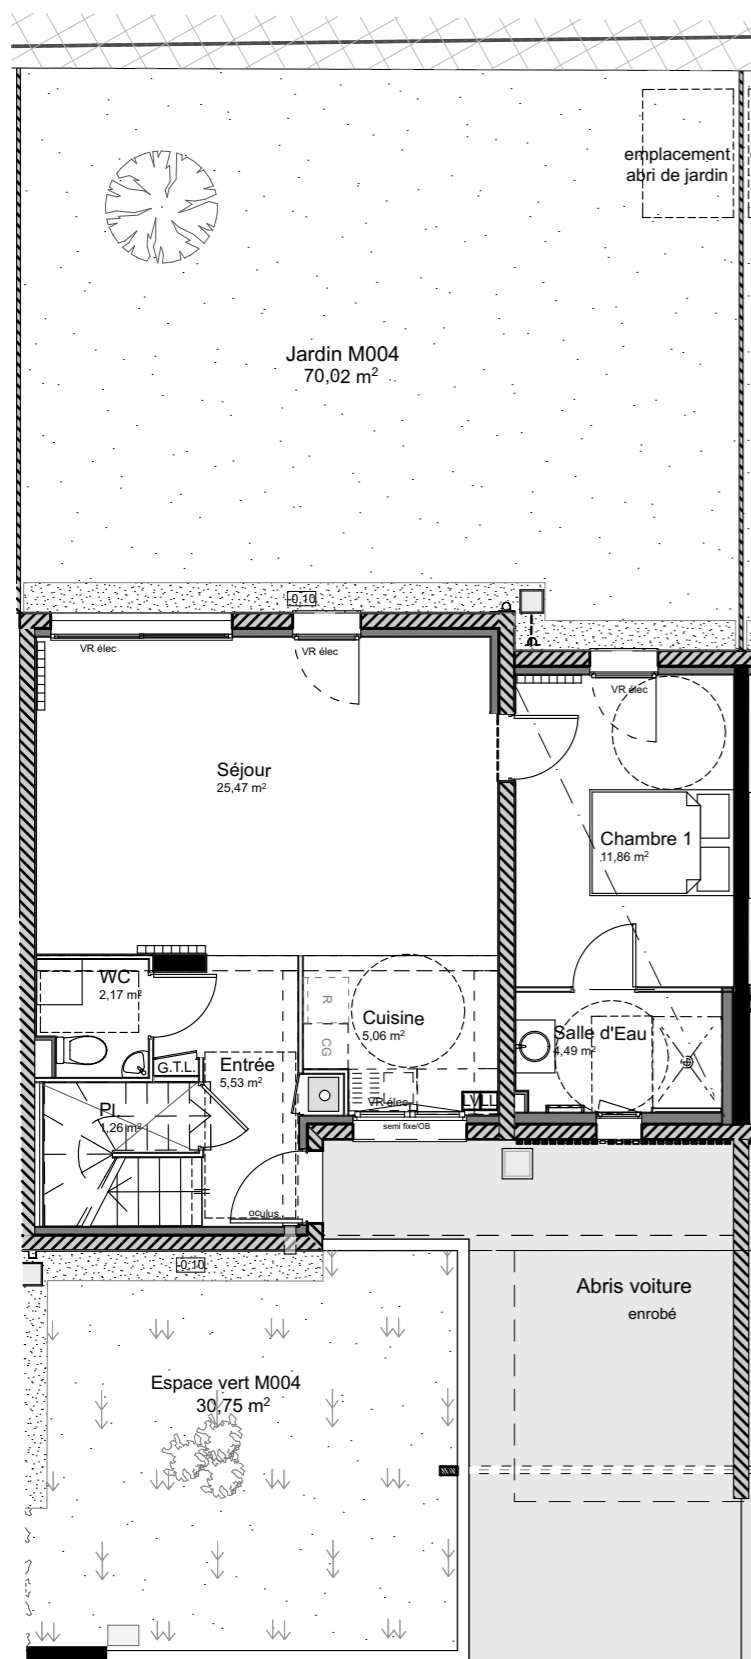 emplacement
abri de jardin
Jardin M004
70,02 m²
-0,10
VR élec
VR élec
VR élec
Séjour
25,47 m²
Chambre 1
11,86 m²
WC
2,17 m²
R
CG
Cuisine
5,06 m²
Salle d'Eau
4,49 m²
G.T.L.
Entrée
5,53 m²
Pl
1,26 m²
VR élec
semi fixe/OB
oculus
-0,10
Abris voiture
enrobé
Espace vert M004
30,75 m²